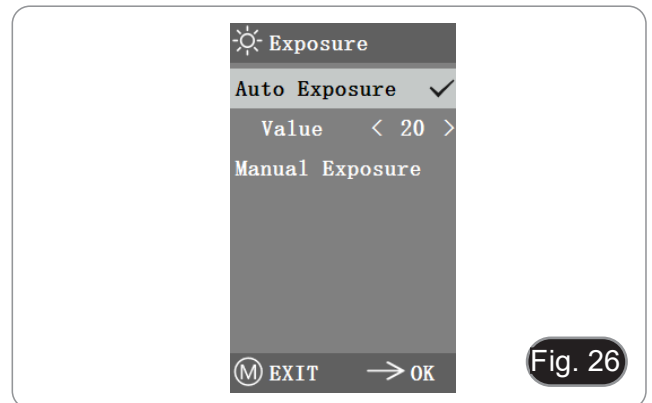 Exposure
Auto Exposure
Value < 20 >
Manual Exposure
M EXIT → OK
Fig. 26